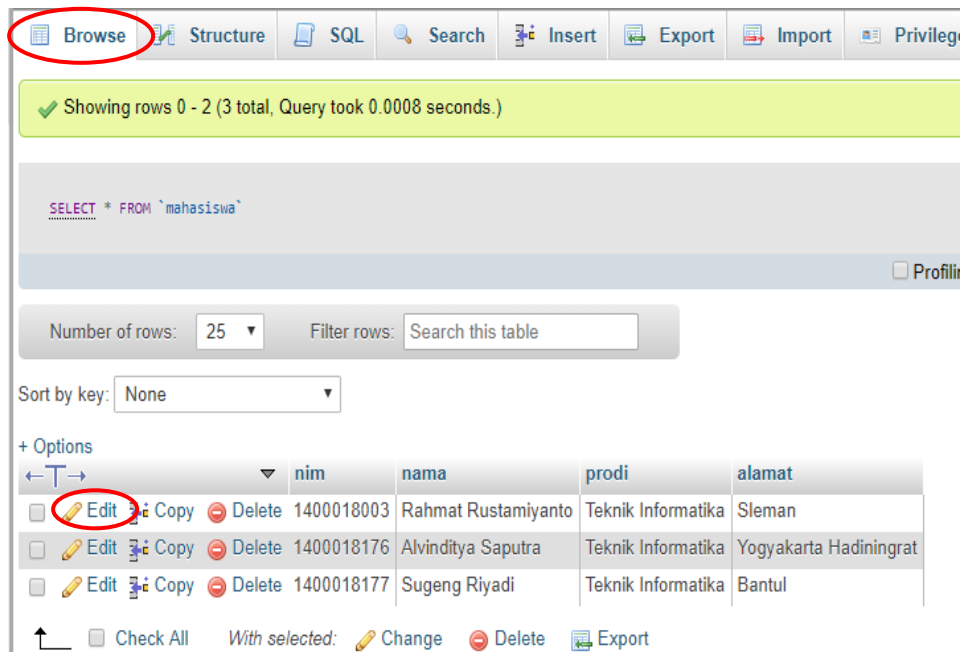 Browse Structure SQL Search Insert Export Import Privileg
Showing rows 0 - 2 (3 total, Query took 0.0008 seconds.)
SELECT * FROM `mahasiswa`
Profilin
Number of rows: 25 Filter rows: Search this table
Sort by key: None
+ Options
←T→ nim nama prodi alamat
Edit Copy Delete 1400018003 Rahmat Rustamiyanto Teknik Informatika Sleman
Edit Copy Delete 1400018176 Alvinditya Saputra Teknik Informatika Yogyakarta Hadiningrat
Edit Copy Delete 1400018177 Sugeng Riyadi Teknik Informatika Bantul
Check All With selected: Change Delete Export